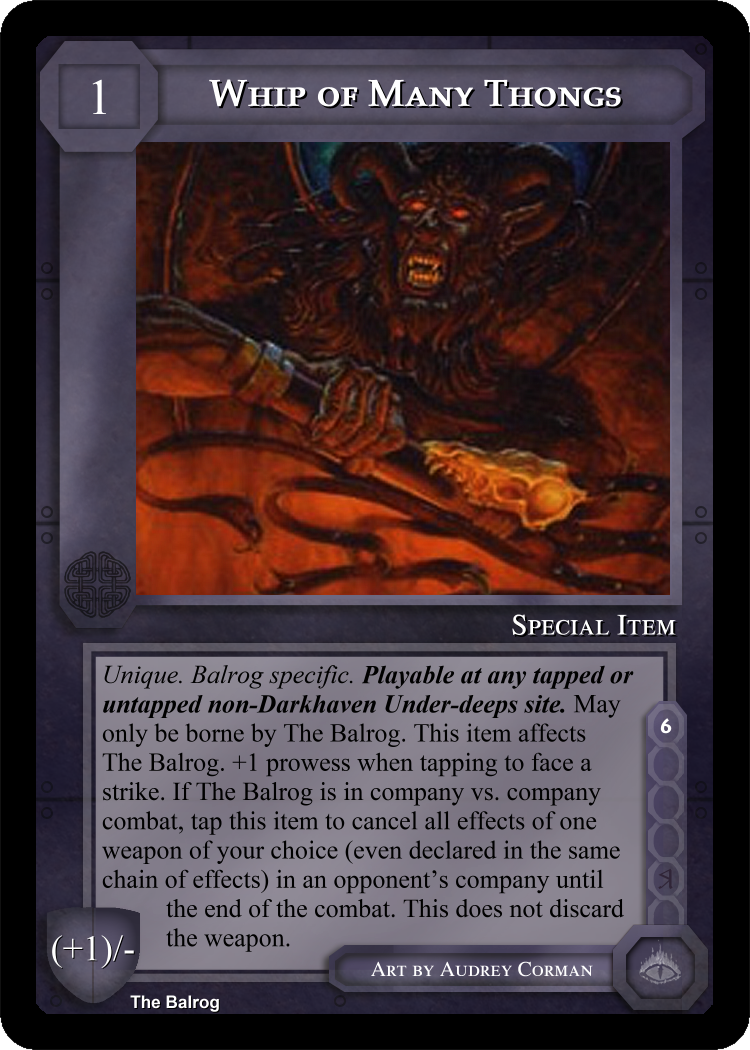 1
Whip of Many Thongs
Special Item
Unique. Balrog specific. Playable at any tapped or
untapped non-Darkhaven Under-deeps site. May
only be borne by The Balrog. This item affects
The Balrog. +1 prowess when tapping to face a
strike. If The Balrog is in company vs. company
combat, tap this item to cancel all effects of one
weapon of your choice (even declared in the same
chain of effects) in an opponent’s company until
the end of the combat. This does not discard
the weapon.
6
(+1)/-
Art by Audrey Corman
The Balrog